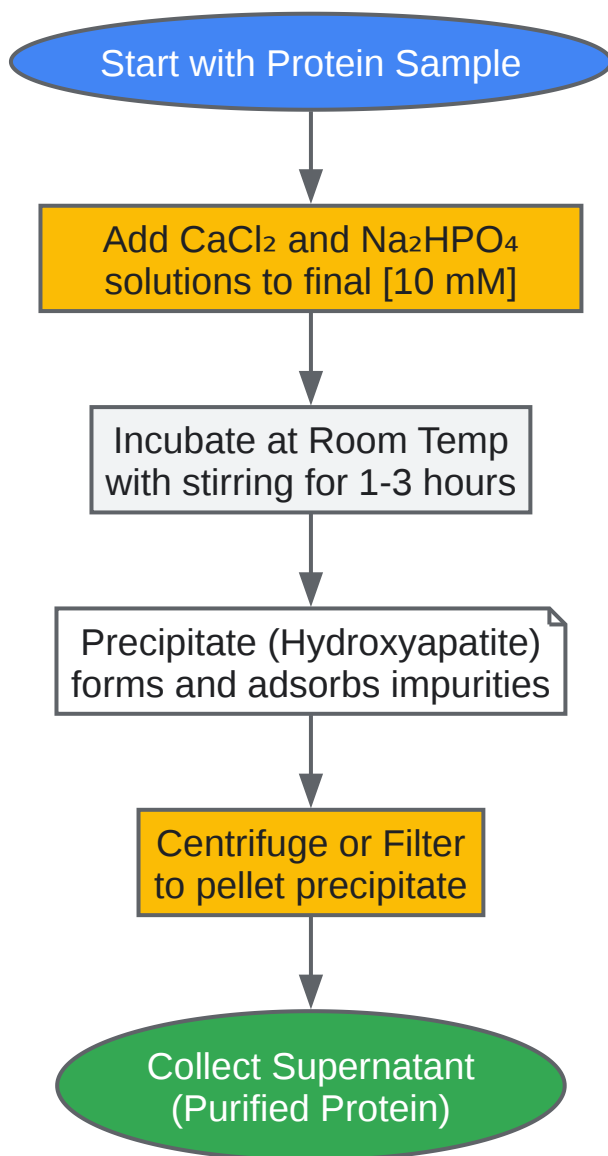 Start with Protein Sample
Add CaCl₂ and Na₂HPO₄
solutions to final [10 mM]
Incubate at Room Temp
with stirring for 1-3 hours
Precipitate (Hydroxyapatite)
forms and adsorbs impurities
Centrifuge or Filter
to pellet precipitate
Collect Supernatant
(Purified Protein)